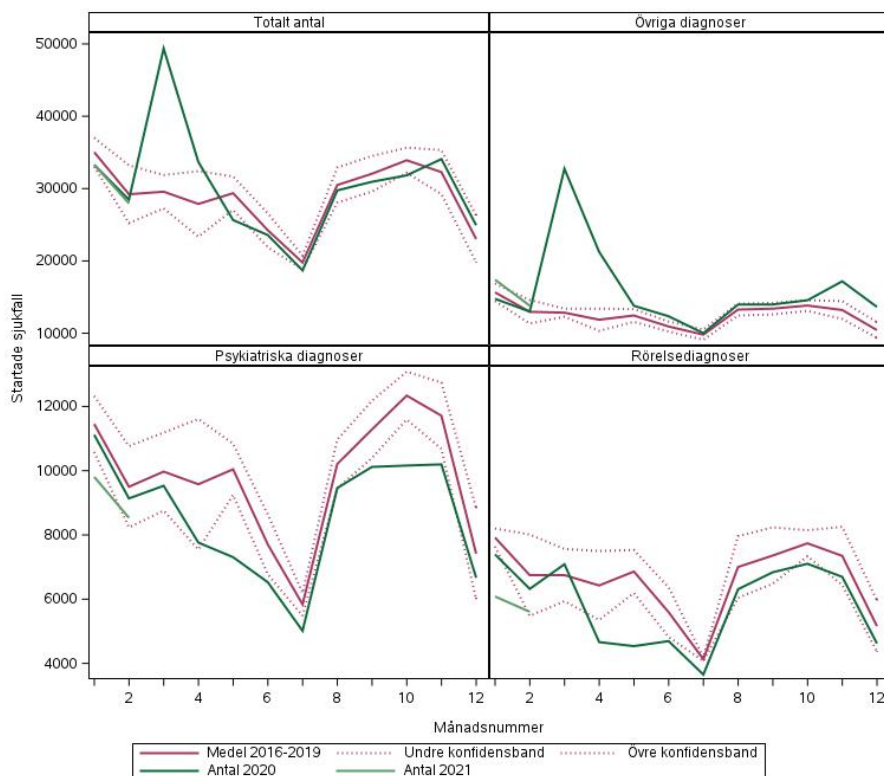 Totalt antal
Övriga diagnoser
50000
40000
30000
20000
10000
Psykiatriska diagnoser
Rörelsediagnoser
12000
10000
8000
6000
4000
Startade sjukfall
2 4 6 8 10 12 2 4 6 8 10 12
Månadsnummer
Medel 2016-2019 Undre konfidensband Övre konfidensband
Antal 2020 Antal 2021